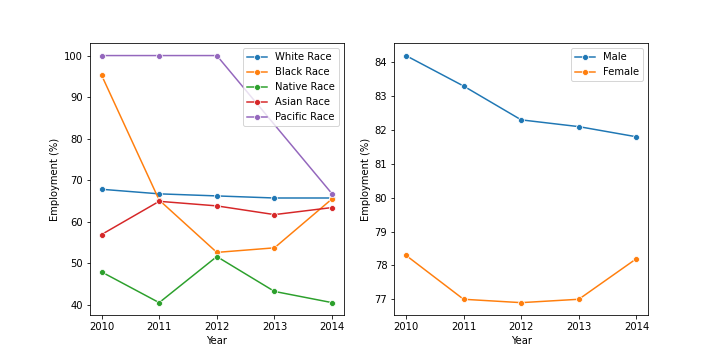 100
90
80
70
60
50
40
Employment (%)
2010
2011
2012
2013
2014
Year
White Race
Black Race
Native Race
Asian Race
Pacific Race
84
83
82
81
80
79
78
77
Employment (%)
2010
2011
2012
2013
2014
Year
Male
Female